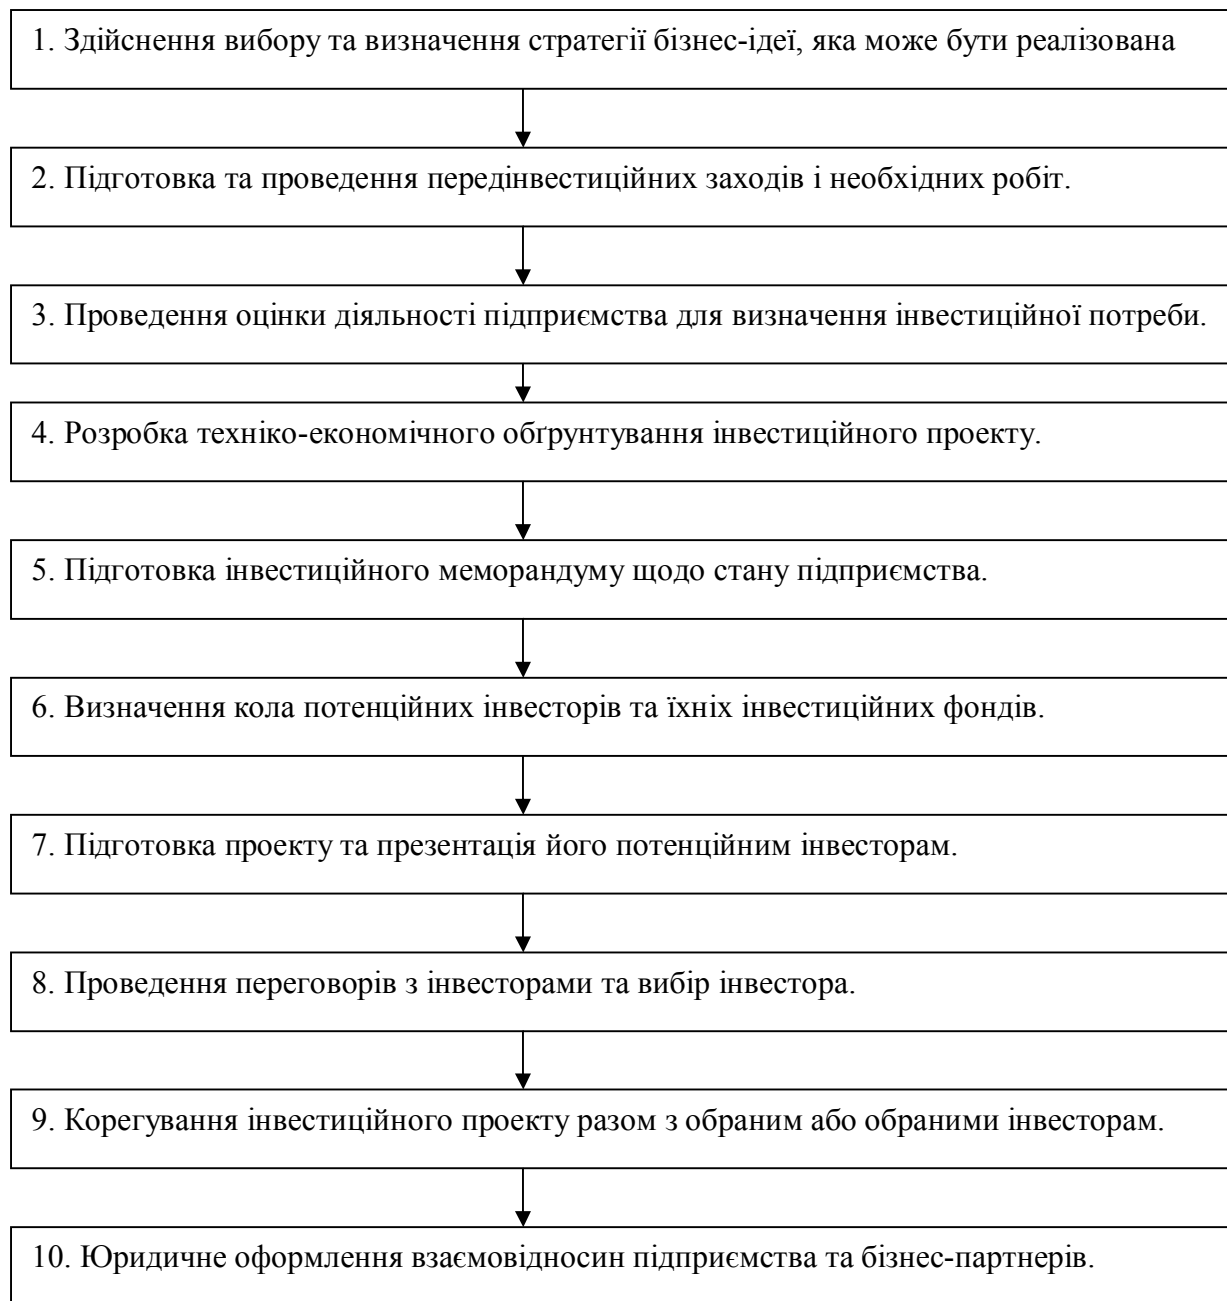 1. Здійснення вибору та визначення стратегії бізнес-ідеї, яка може бути реалізована
2. Підготовка та проведення передінвестиційних заходів і необхідних робіт.
3. Проведення оцінки діяльності підприємства для визначення інвестиційної потреби.
4. Розробка техніко-економічного обґрунтування інвестиційного проекту.
5. Підготовка інвестиційного меморандуму щодо стану підприємства.
6. Визначення кола потенційних інвесторів та їхніх інвестиційних фондів.
7. Підготовка проекту та презентація його потенційним інвесторам.
8. Проведення переговорів з інвесторами та вибір інвестора.
9. Корегування інвестиційного проекту разом з обраним або обраними інвесторам.
10. Юридичне оформлення взаємовідносин підприємства та бізнес-партнерів.